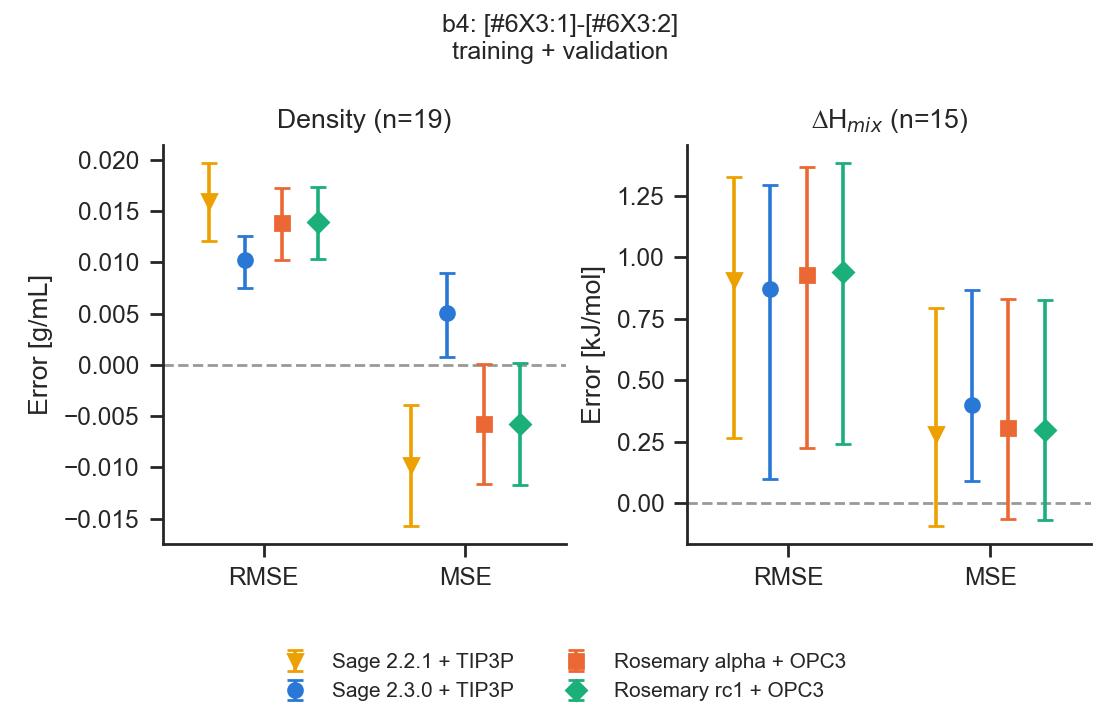 b4: [#6X3:1]-[#6X3:2]
training + validation
Density (n=19)
0.020
0.015
0.010
0.005
0.000
−0.005
−0.010
−0.015
Error [g/mL]
RMSE
MSE
ΔH_mix (n=15)
1.25
1.00
0.75
0.50
0.25
0.00
Error [kJ/mol]
RMSE
MSE
Sage 2.2.1 + TIP3P
Sage 2.3.0 + TIP3P
Rosemary alpha + OPC3
Rosemary rc1 + OPC3